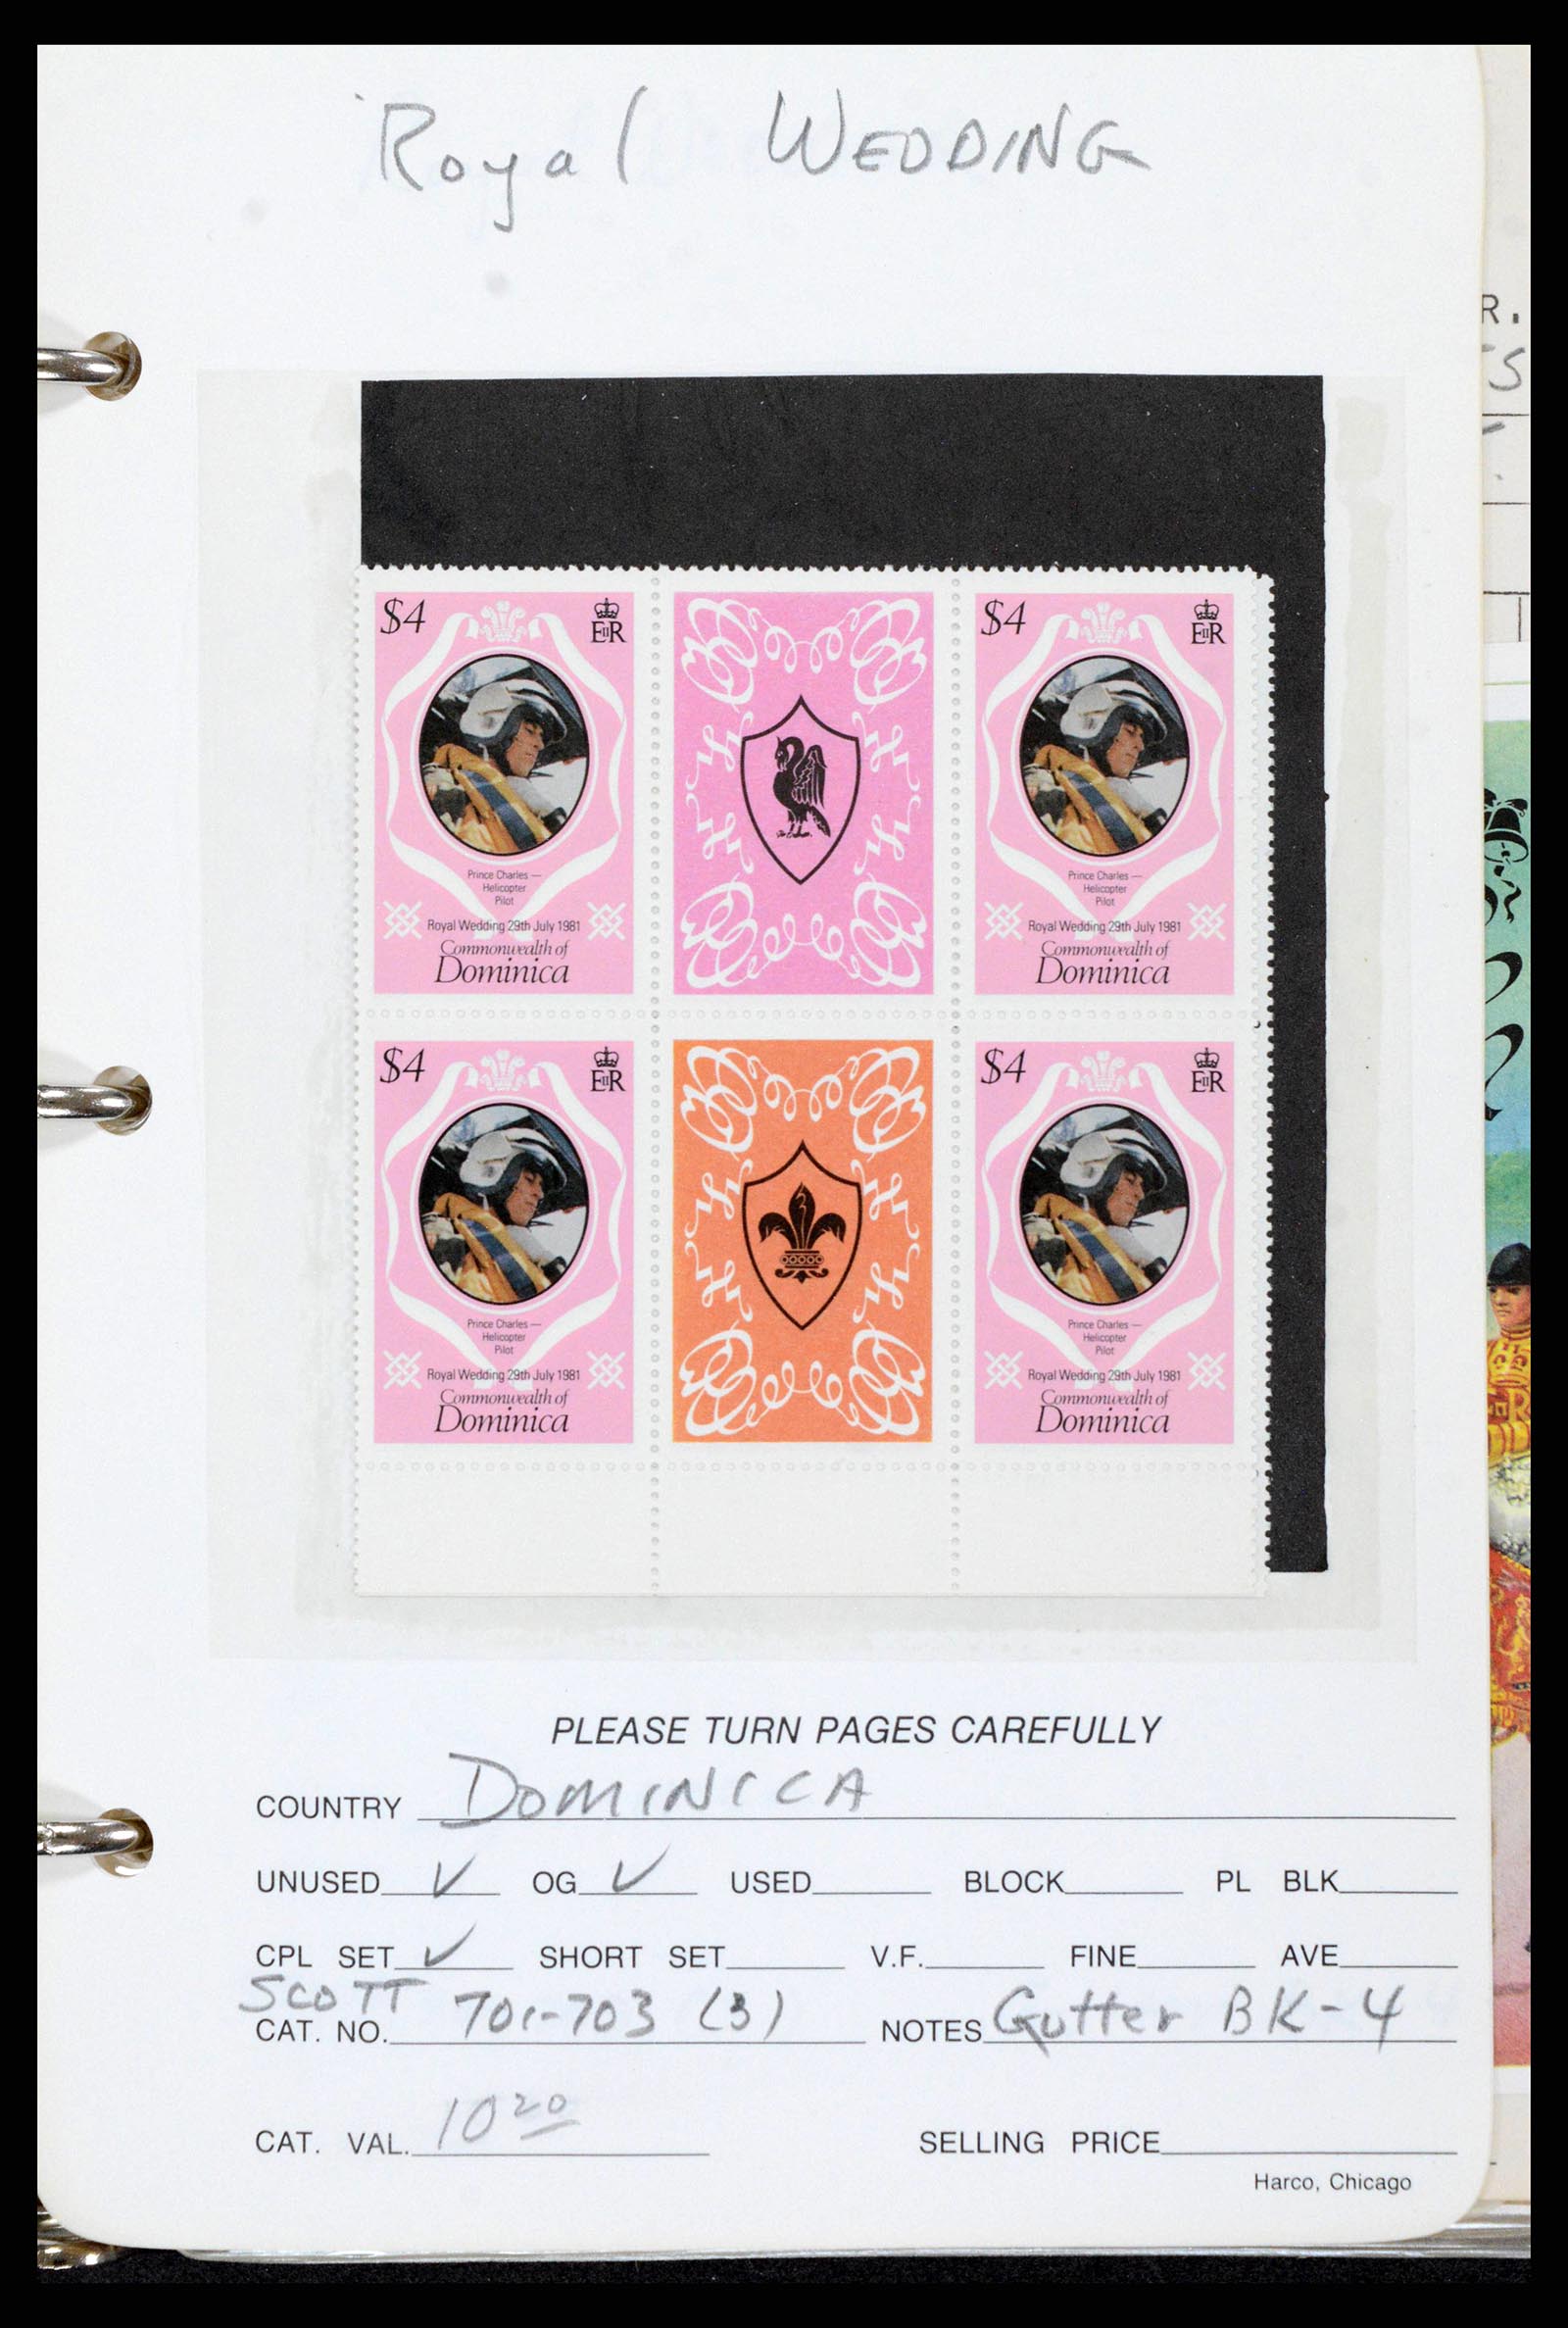 Royal WEDDING
R.
$4 EIIR
$4 EIIR
Prince Charles —
Helicopter
Pilot
Royal Wedding 29th July 1981
Commonwealth of
Dominica
Prince Charles —
Helicopter
Pilot
Royal Wedding 29th July 1981
Commonwealth of
Dominica
$4 EIIR
$4 EIIR
Prince Charles —
Helicopter
Pilot
Royal Wedding 29th July 1981
Commonwealth of
Dominica
Prince Charles —
Helicopter
Pilot
Royal Wedding 29th July 1981
Commonwealth of
Dominica
PLEASE TURN PAGES CAREFULLY
COUNTRY DOMINICA
UNUSED ✓ OG ✓ USED BLOCK PL BLK
CPL SET ✓ SHORT SET V.F. FINE AVE
SCOTT
CAT. NO. 701-703 (3) NOTES Gutter BK-4
CAT. VAL. 10 20 SELLING PRICE
Harco, Chicago